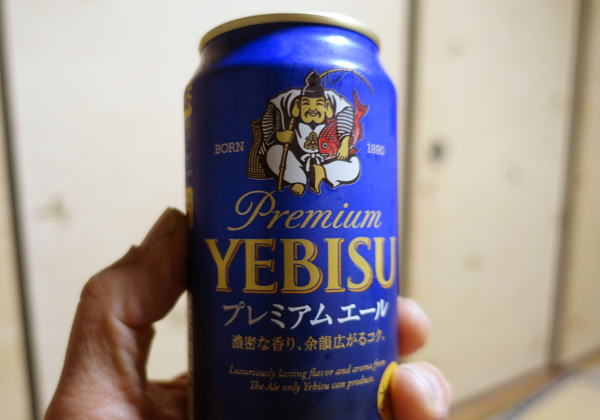 BORN 1890
Premium
YEBISU
プレミアムエール
濃密な香り、余韻広がるコク。
Luxuriously lasting flavor and aroma from
The Ale only Yebisu can produce.